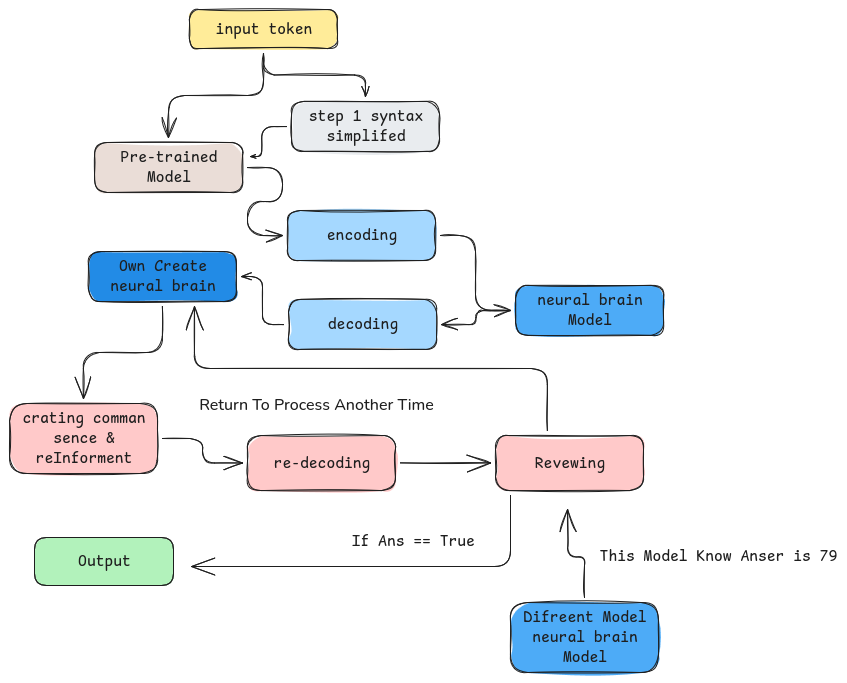 input token
step 1 syntax
simplifed
Pre-trained
Model
encoding
Own Create
neural brain
neural brain
Model
decoding
Return To Process Another Time
crating comman
sence &
reInforment
re-decoding
Revewing
If Ans == True
Output
This Model Know Anser is 79
Difreent Model
neural brain
Model